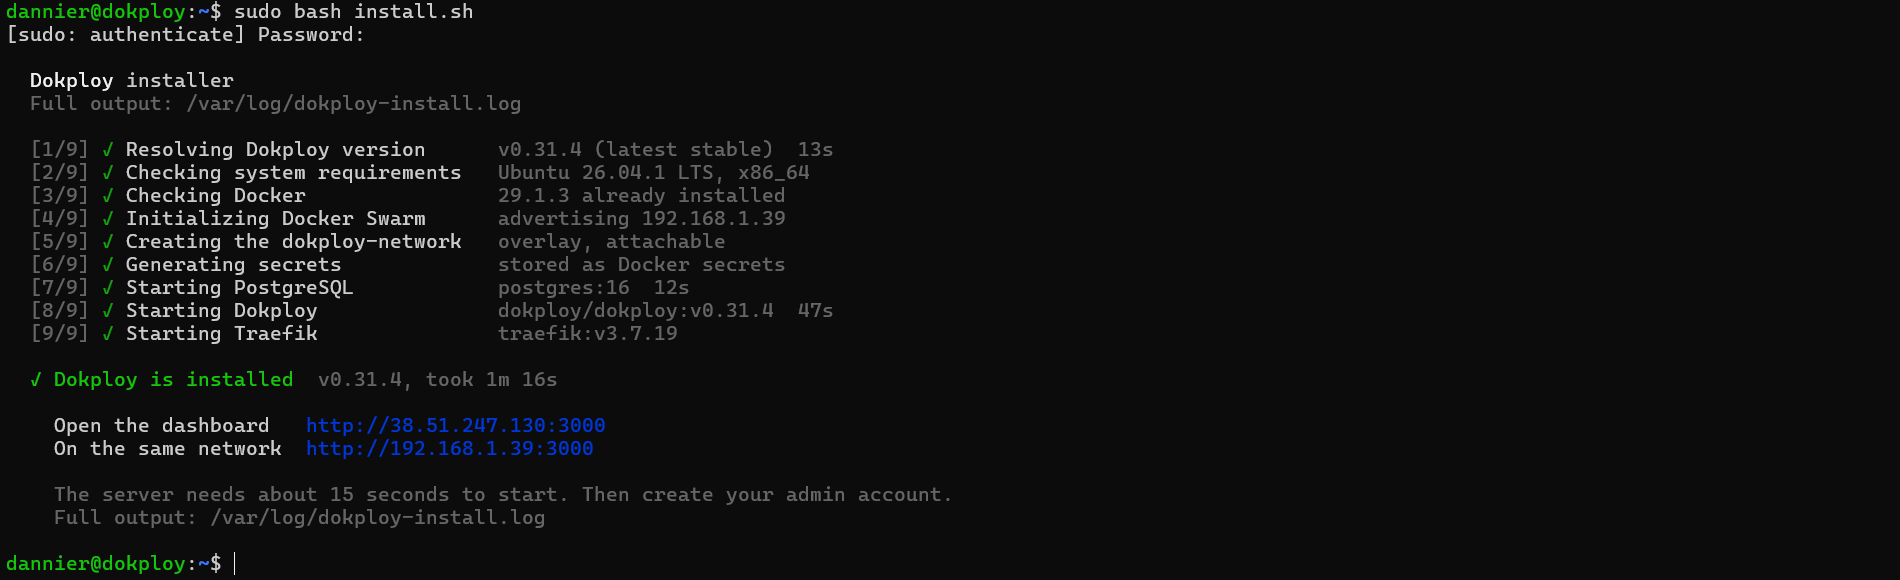 dannier@dokploy:~$ sudo bash install.sh
[sudo: authenticate] Password:
Dokploy installer
Full output: /var/log/dokploy-install.log
[1/9] √ Resolving Dokploy version v0.31.4 (latest stable) 13s
[2/9] √ Checking system requirements Ubuntu 26.04.1 LTS, x86_64
[3/9] √ Checking Docker 29.1.3 already installed
[4/9] √ Initializing Docker Swarm advertising 192.168.1.39
[5/9] √ Creating the dokploy-network overlay, attachable
[6/9] √ Generating secrets stored as Docker secrets
[7/9] √ Starting PostgreSQL postgres:16 12s
[8/9] √ Starting Dokploy dokploy/dokploy:v0.31.4 47s
[9/9] √ Starting Traefik traefik:v3.7.19
√ Dokploy is installed v0.31.4, took 1m 16s
Open the dashboard http://38.51.247.130:3000
On the same network http://192.168.1.39:3000
The server needs about 15 seconds to start. Then create your admin account.
Full output: /var/log/dokploy-install.log
dannier@dokploy:~$